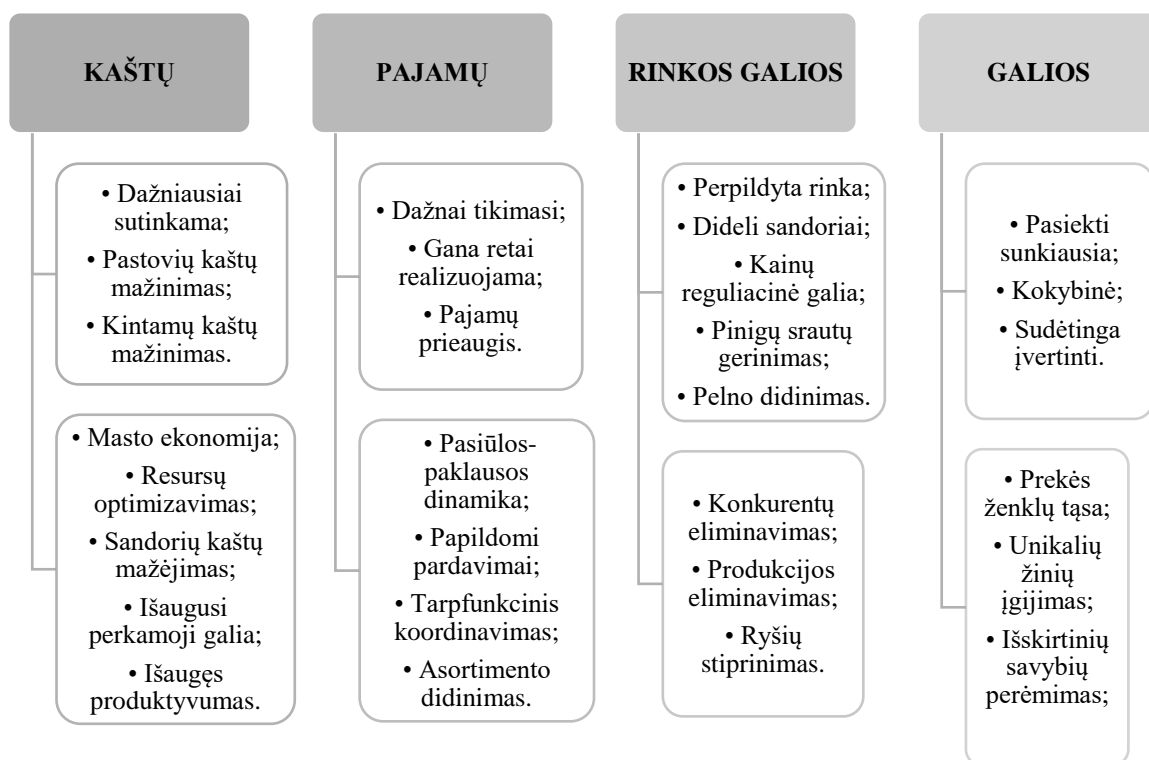 KAŠTŲ
• Dažniausiai
sutinkama;
• Pastovių kaštų
mažinimas;
• Kintamų kaštų
mažinimas.
• Masto ekonomija;
• Resursų
optimizavimas;
• Sandorių kaštų
mažėjimas;
• Išaugusi
perkamoji galia;
• Išaugęs
produktyvumas.
PAJAMŲ
• Dažnai tikimasi;
• Gana retai
realizuojama;
• Pajamų
prieaugis.
• Pasiūlos-
paklausos
dinamika;
• Papildomi
pardavimai;
• Tarpfunkcinis
koordinavimas;
• Asortimento
didinimas.
RINKOS GALIOS
• Perpildyta rinka;
• Dideli sandoriai;
• Kainų
reguliacinė galia;
• Pinigų srautų
gerinimas;
• Pelno didinimas.
• Konkurentų
eliminavimas;
• Produkcijos
eliminavimas;
• Ryšių
stiprinimas.
GALIOS
• Pasiekti
sunkiausia;
• Kokybinė;
• Sudėtinga
įvertinti.
• Prekės
ženklų tąsa;
• Unikalių
žinių
įgijimas;
• Išskirtinių
savybių
perėmimas;